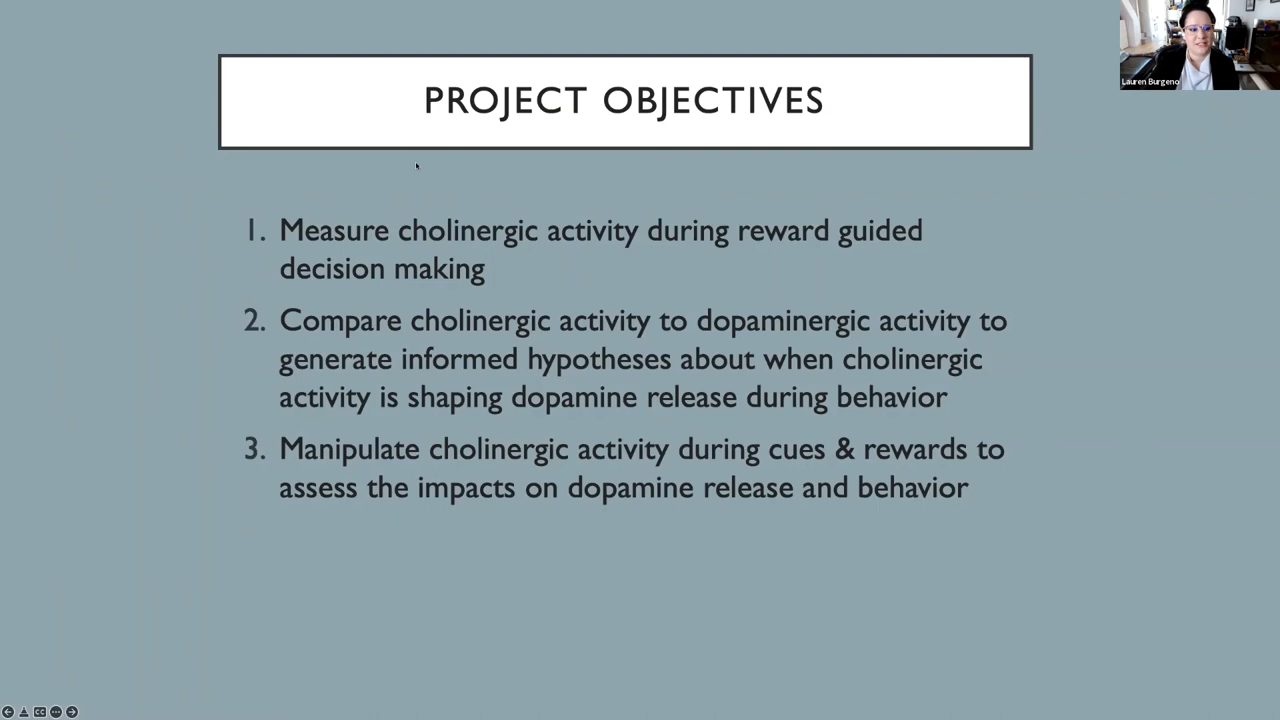 Lauren Burgeno
PROJECT OBJECTIVES
1. Measure cholinergic activity during reward guided
decision making
2. Compare cholinergic activity to dopaminergic activity to
generate informed hypotheses about when cholinergic
activity is shaping dopamine release during behavior
3. Manipulate cholinergic activity during cues & rewards to
assess the impacts on dopamine release and behavior